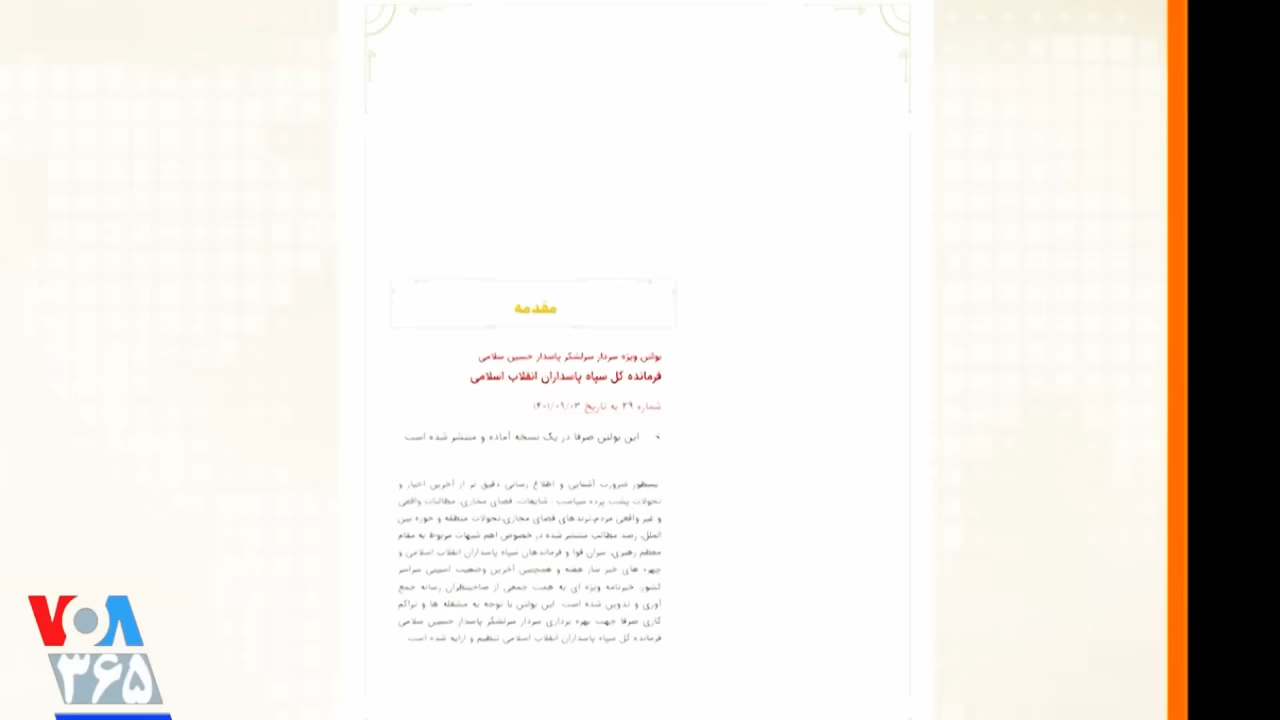 مقدمه
بولتن ویژه سردار سرلشکر پاسدار حسین سلامی
فرمانده کل سپاه پاسداران انقلاب اسلامی
شماره ۲۹ به تاریخ ۱۴۰۱/۰۹/۰۳
این بولتن صرفا در یک نسخه آماده و منتشر شده است
بمنظور ضرورت آشنایی و اطلاع رسانی دقیق تر از آخرین اخبار و
تحولات پشت پرده سیاست، شایعات، فضای مجازی، مطالبات واقعی
و غیر واقعی مردم،ترندهای فضای مجازی،تحولات منطقه و حوزه بین
الملل، رصد مطالب منتشر شده در خصوص اهم شبهات مربوط به مقام
معظم رهبری، سران قوا و فرماندهان سپاه پاسداران انقلاب اسلامی و
چهره های خبر ساز هفته و همچنین آخرین وضعیت امنیتی سراسر
کشور، خبرنامه ویژه ای به همت جمعی از صاحبنظران رسانه جمع
آوری و تدوین شده است. این بولتن با توجه به مشغله ها و تراکم
کاری صرفا جهت بهره برداری سردار سرلشکر پاسدار حسین سلامی
فرمانده کل سپاه پاسداران انقلاب اسلامی تنظیم و ارایه شده است.
VOA
۳۶۵